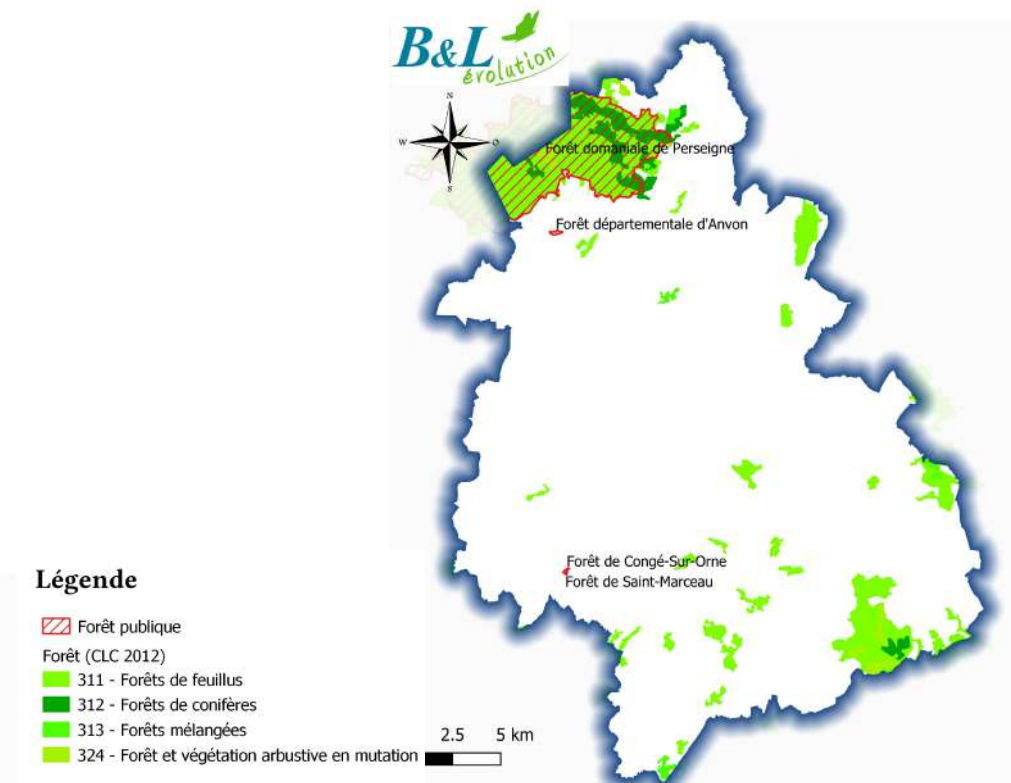 B&L
évolution
N
W
O
S
Forêt domaniale de Perseigne
Forêt départementale d'Anvon
Forêt de Congé-Sur-Orne
Forêt de Saint-Marceau
Légende
Forêt publique
Forêt (CLC 2012)
311 - Forêts de feuillus
312 - Forêts de conifères
313 - Forêts mélangées
324 - Forêt et végétation arbustive en mutation
2.5 5 km